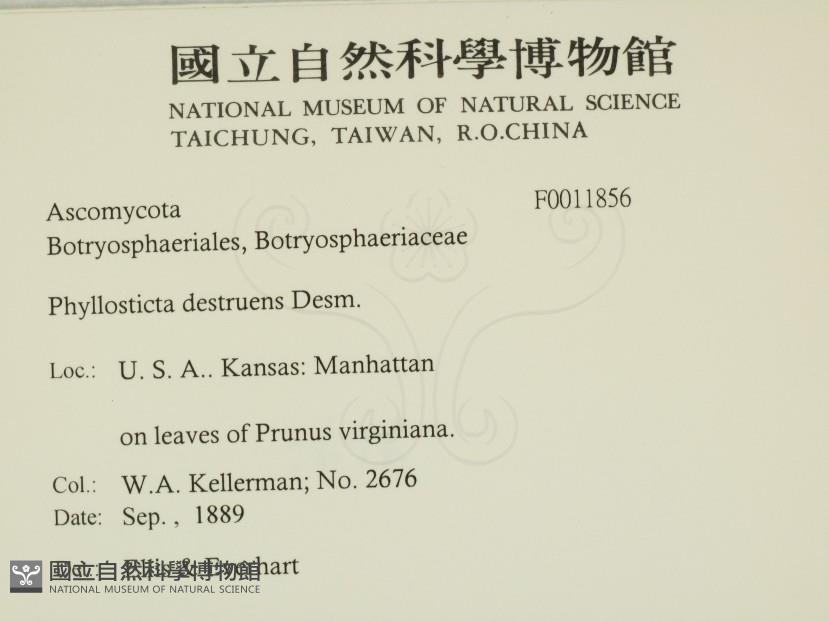 國立自然科學博物館
NATIONAL MUSEUM OF NATURAL SCIENCE
TAICHUNG, TAIWAN, R.O.CHINA
Ascomycota F0011856
Botryosphaeriales, Botryosphaeriaceae
Phyllosticta destruens Desm.
Loc.: U. S. A.. Kansas: Manhattan
on leaves of Prunus virginiana.
Col.: W.A. Kellerman; No. 2676
Date: Sep. , 1889
Ellis & Everhart
國立自然科學博物館
NATIONAL MUSEUM OF NATURAL SCIENCE